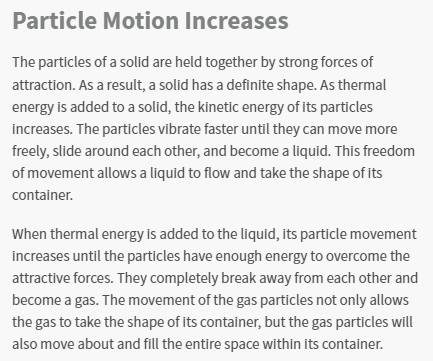 Particle Motion Increases
The particles of a solid are held together by strong forces of
attraction. As a result, a solid has a definite shape. As thermal
energy is added to a solid, the kinetic energy of its particles
increases. The particles vibrate faster until they can move more
freely, slide around each other, and become a liquid. This freedom
of movement allows a liquid to flow and take the shape of its
container.
When thermal energy is added to the liquid, its particle movement
increases until the particles have enough energy to overcome the
attractive forces. They completely break away from each other and
become a gas. The movement of the gas particles not only allows
the gas to take the shape of its container, but the gas particles will
also move about and fill the entire space within its container.